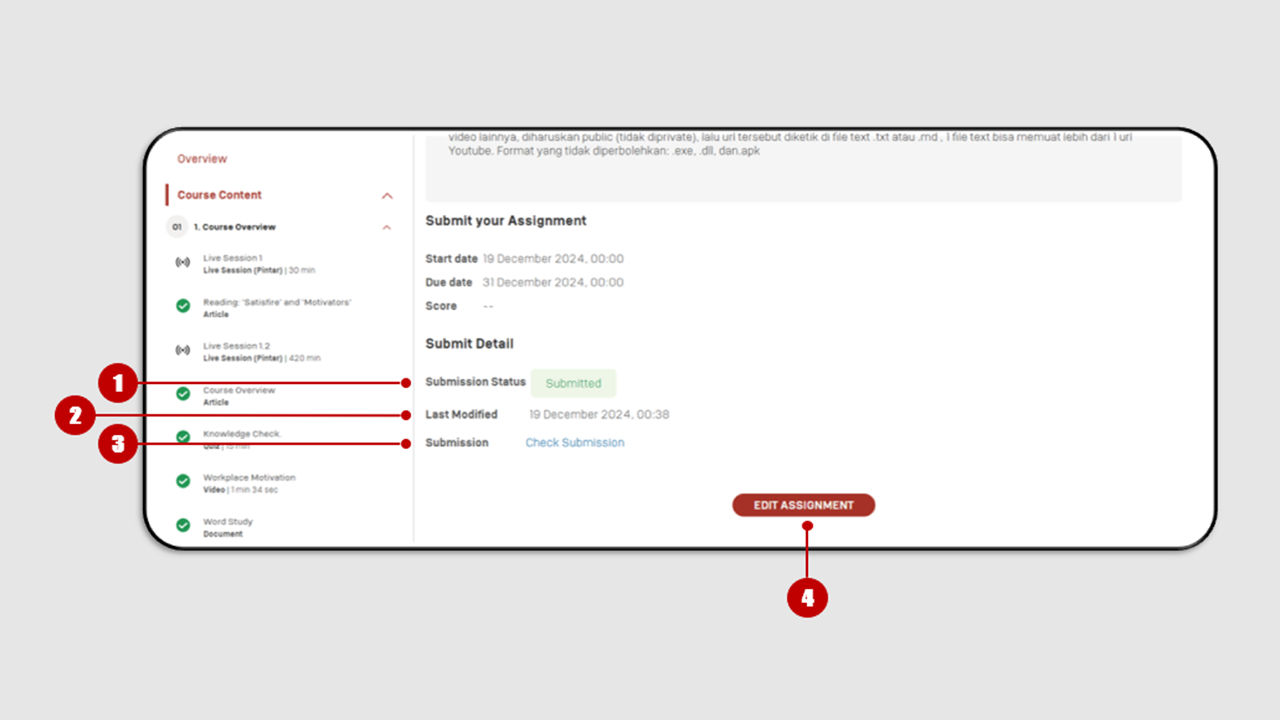 video lainnya, diharuskan public (tidak diprivate), lalu url tersebut diketik di file text .txt atau .md , 1 file text bisa memuat lebih dari 1 url
Youtube. Format yang tidak diperbolehkan: .exe, .dll, dan.apk
Overview
Course Content
01 1. Course Overview
Live Session 1
Live Session (Pintar) | 30 min
Reading: 'Satisfire' and 'Motivators'
Article
Live Session 1.2
Live Session (Pintar) | 420 min
Course Overview
Article
Knowledge Check
Quiz
Workplace Motivation
Video | 1 min 34 sec
Word Study
Document
Submit your Assignment
Start date 19 December 2024, 00:00
Due date 31 December 2024, 00:00
Score --
Submit Detail
1 Submission Status Submitted
2 Last Modified 19 December 2024, 00:38
3 Submission Check Submission
EDIT ASSIGNMENT
4